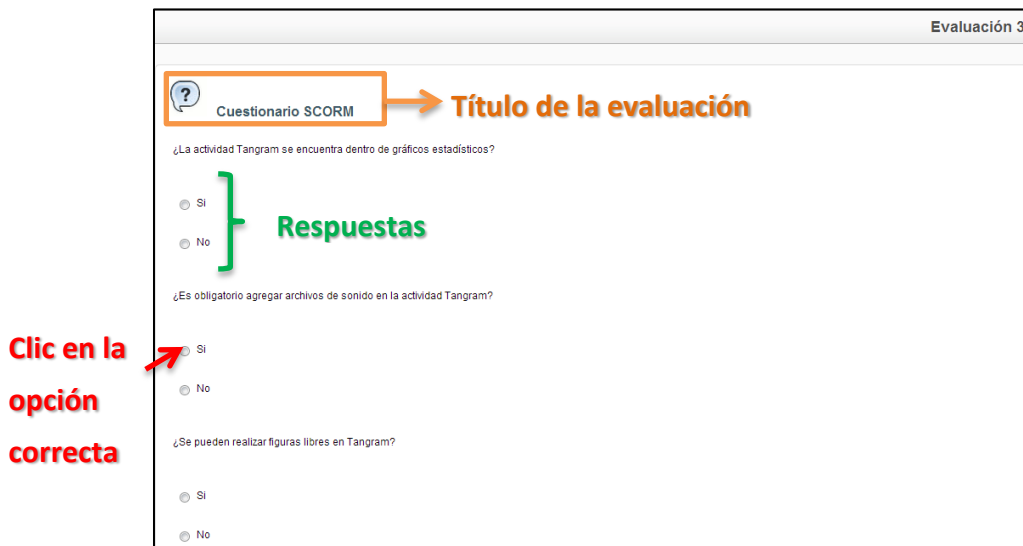 Evaluación 3
?
Cuestionario SCORM
Título de la evaluación
¿La actividad Tangram se encuentra dentro de gráficos estadísticos?
Si
No
Respuestas
¿Es obligatorio agregar archivos de sonido en la actividad Tangram?
Clic en la
opción
correcta
Si
No
¿Se pueden realizar figuras libres en Tangram?
Si
No